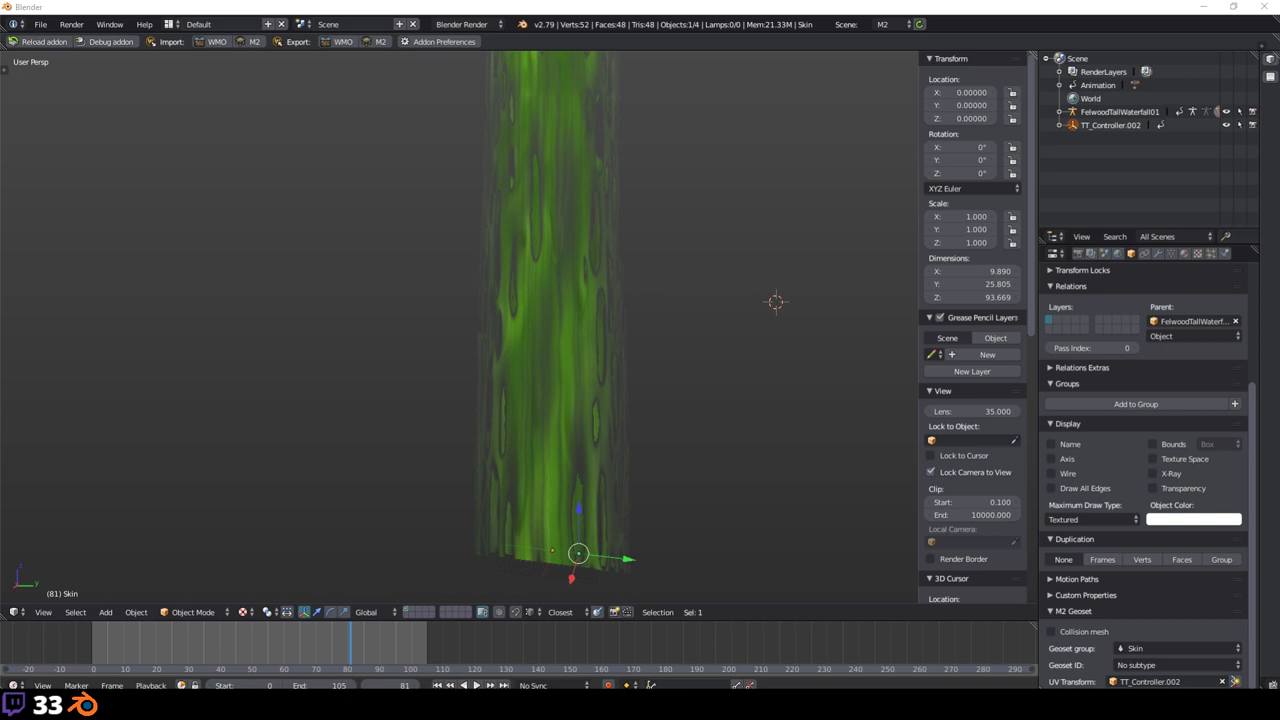 Blender
File Render Window Help Default Scene Blender Render v2.79 | Verts:52 | Faces:48 | Tris:48 | Objects:1/4 | Lamps:0/0 | Mem:21.33M | Skin Scene: M2
Reload addon Debug addon Import: WMO M2 Export: WMO M2 Addon Preferences
User Persp
Transform
Location:
X: 0.00000
Y: 0.00000
Z: 0.00000
Rotation:
X: 0°
Y: 0°
Z: 0°
XYZ Euler
Scale:
X: 1.000
Y: 1.000
Z: 1.000
Dimensions:
X: 9.890
Y: 25.805
Z: 93.669
Grease Pencil Layers
Scene Object
New
New Layer
View
Lens: 35.000
Lock to Object:
Lock to Cursor
Lock Camera to View
Clip:
Start: 0.100
End: 10000.000
Local Camera:
Render Border
3D Cursor
Location:
Scene
RenderLayers
Animation
World
FelwoodTallWaterfall01
TT_Controller.002
View Search All Scenes
Transform Locks
Relations
Layers: Parent:
FelwoodTallWaterf...
Object
Pass Index: 0
Relations Extras
Groups
Add to Group
Display
Name Bounds Box
Axis Texture Space
Wire X-Ray
Draw All Edges Transparency
Maximum Draw Type: Object Color:
Textured
Duplication
None Frames Verts Faces Group
Motion Paths
Custom Properties
M2 Geoset
Collision mesh
Geoset group: Skin
Geoset ID: No subtype
UV Transform: TT_Controller.002
z
y
(81) Skin
View Select Add Object Object Mode Global Closest Selection Sel: 1
-20 -10 0 10 20 30 40 50 60 70 80 90 100 110 120 130 140 150 160 170 180 190 200 210 220 230 240 250 260 270 280 290
View Marker Frame Playback Start: 0 End: 105 81 No Sync
33